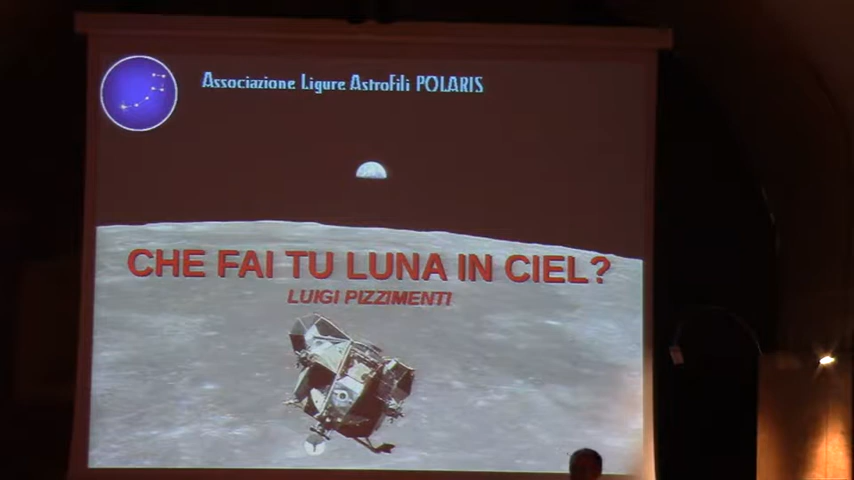 Associazione Ligure Astrofili POLARIS
CHE FAI TU LUNA IN CIEL?
LUIGI PIZZIMENTI